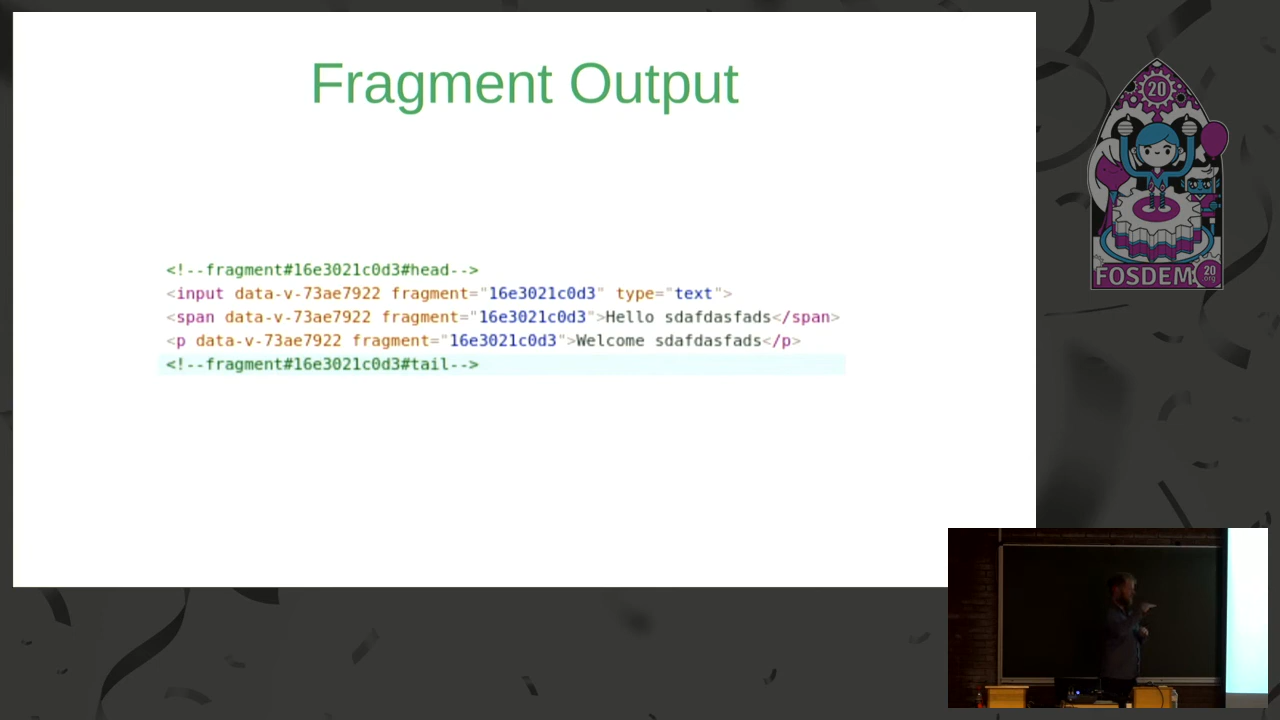 Fragment Output
<!--fragment#16e3021c0d3#head-->
<input data-v-73ae7922 fragment="16e3021c0d3" type="text">
<span data-v-73ae7922 fragment="16e3021c0d3">Hello sdafdasfads</span>
<p data-v-73ae7922 fragment="16e3021c0d3">Welcome sdafdasfads</p>
<!--fragment#16e3021c0d3#tail-->
20
FOSDEM
20
org